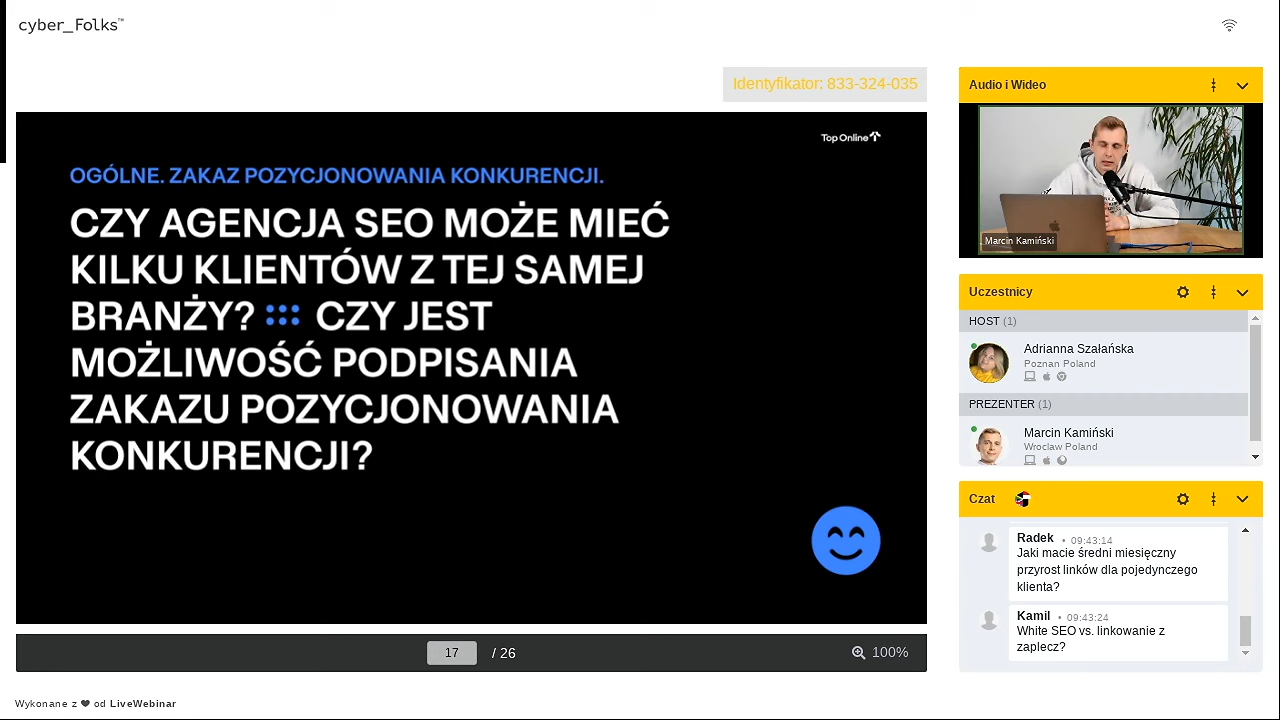 cyber_Folks™
Identyfikator: 833-324-035
Top Online
OGÓLNE. ZAKAZ POZYCJONOWANIA KONKURENCJI.
CZY AGENCJA SEO MOŻE MIEĆ
KILKU KLIENTÓW Z TEJ SAMEJ
BRANŻY? CZY JEST
MOŻLIWOŚĆ PODPISANIA
ZAKAZU POZYCJONOWANIA
KONKURENCJI?
17 / 26
100%
Wykonane z od LiveWebinar
Audio i Wideo
Marcin Kamiński
Uczestnicy
HOST (1)
Adrianna Szałańska
Poznan Poland
PREZENTER (1)
Marcin Kamiński
Wroclaw Poland
Czat
Radek • 09:43:14
Jaki macie średni miesięczny
przyrost linków dla pojedynczego
klienta?
Kamil • 09:43:24
White SEO vs. linkowanie z
zaplecz?